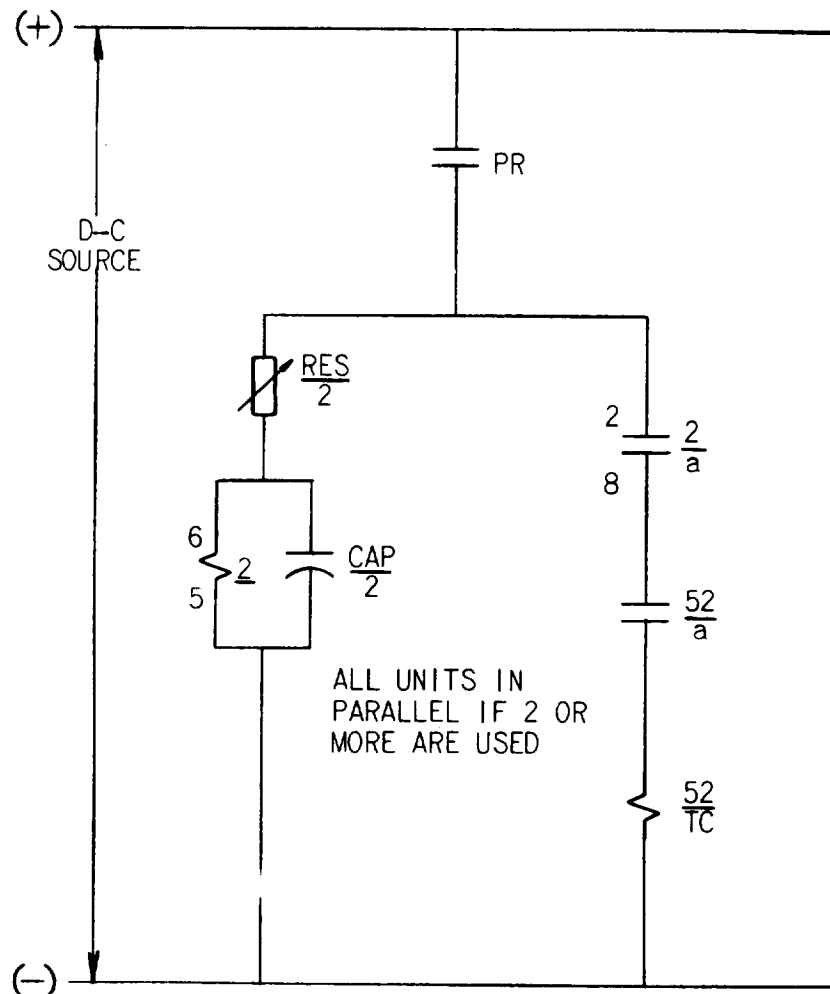 (+)
PR
D-C
SOURCE
RES
2
2
2
a
8
6
2
5
CAP
2
52
a
ALL UNITS IN
PARALLEL IF 2 OR
MORE ARE USED
52
TC
(-)